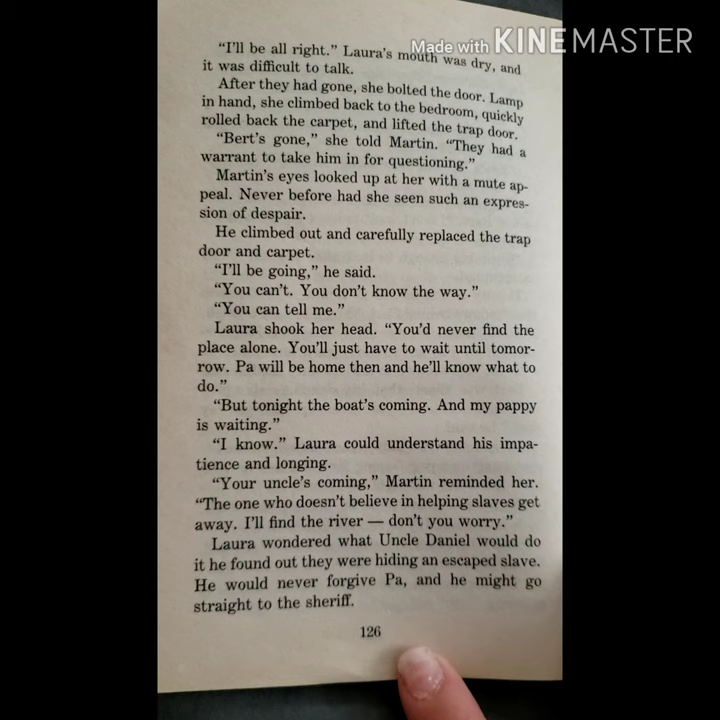 Made with KINEMASTER
“I'll be all right.” Laura's mouth was dry, and
it was difficult to talk.
After they had gone, she bolted the door. Lamp
in hand, she climbed back to the bedroom, quickly
rolled back the carpet, and lifted the trap door.
“Bert's gone,” she told Martin. “They had a
warrant to take him in for questioning.”
Martin's eyes looked up at her with a mute ap-
peal. Never before had she seen such an expres-
sion of despair.
He climbed out and carefully replaced the trap
door and carpet.
“I'll be going,” he said.
“You can't. You don't know the way.”
“You can tell me.”
Laura shook her head. “You'd never find the
place alone. You'll just have to wait until tomor-
row. Pa will be home then and he'll know what to
do.”
“But tonight the boat's coming. And my pappy
is waiting.”
“I know.” Laura could understand his impa-
tience and longing.
“Your uncle's coming,” Martin reminded her.
“The one who doesn't believe in helping slaves get
away. I'll find the river — don't you worry.”
Laura wondered what Uncle Daniel would do
it he found out they were hiding an escaped slave.
He would never forgive Pa, and he might go
straight to the sheriff.
126